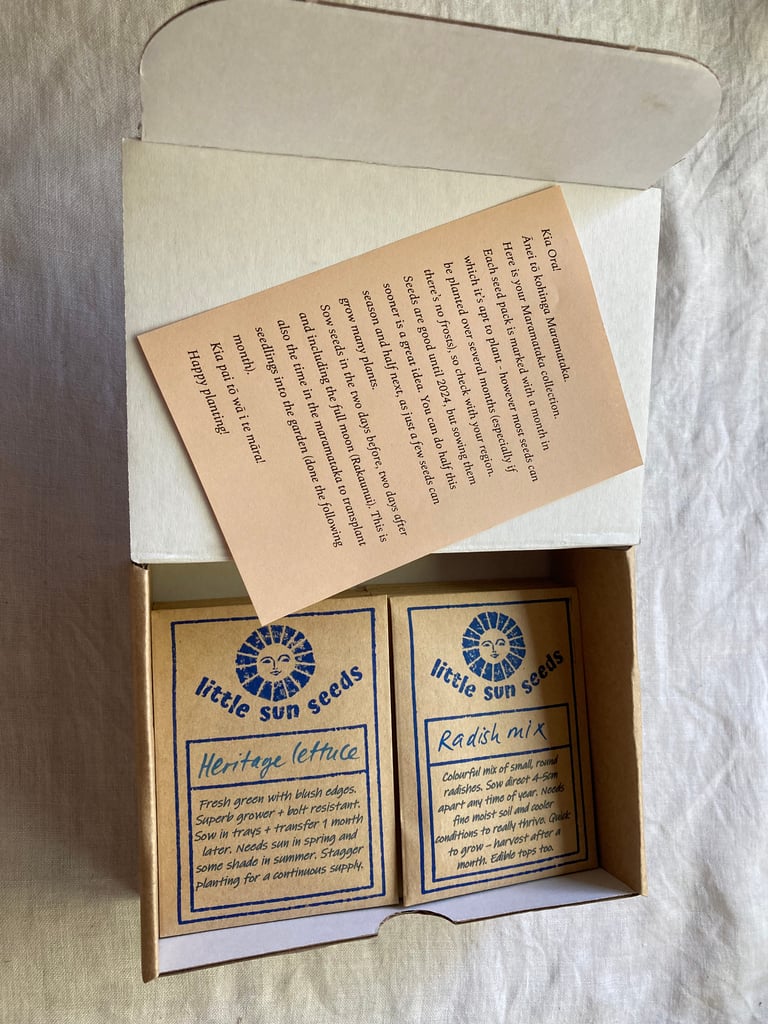 Kia Ora!
Ānei tō kohinga Maramataka.
Here is your Maramataka collection.
Each seed pack is marked with a month in
which it's apt to plant - however most seeds can
be planted over several months (especially if
there's no frosts), so check with your region.
Seeds are good until 2024, but sowing them
sooner is a great idea. You can do half this
season and half next, as just a few seeds can
grow many plants.
Sow seeds in the two days before, two days after
and including the full moon (Rakaunui). This is
also the time in the maramataka to transplant
seedlings into the garden (done the following
month).
Kia pai tō wā i te māra!
Happy planting!
little sun seeds
Heritage lettuce
Fresh green with blush edges.
Superb grower + bolt resistant.
Sow in trays + transfer 1 month
later. Needs sun in spring and
some shade in summer. Stagger
planting for a continuous supply.
little sun seeds
Radish mix
Colourful mix of small, round
radishes. Sow direct 4-5cm
apart any time of year. Needs
fine moist soil and cooler
conditions to really thrive. Quick
to grow - harvest after a
month. Edible tops too.